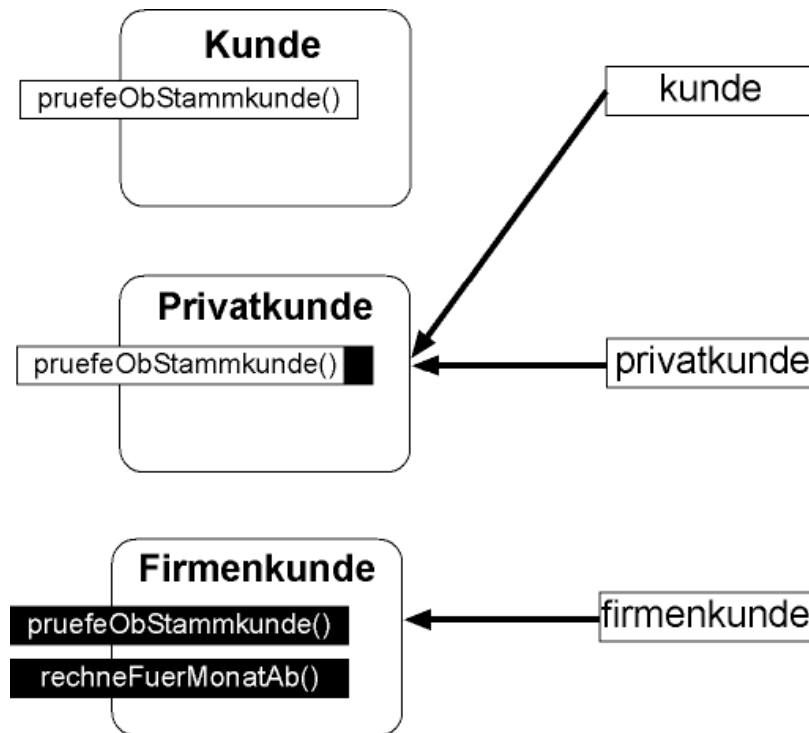 Kunde
pruefeObStammkunde()
kunde
Privatkunde
pruefeObStammkunde()
privatkunde
Firmenkunde
pruefeObStammkunde()
firmenkunde
rechneFuerMonatAb()